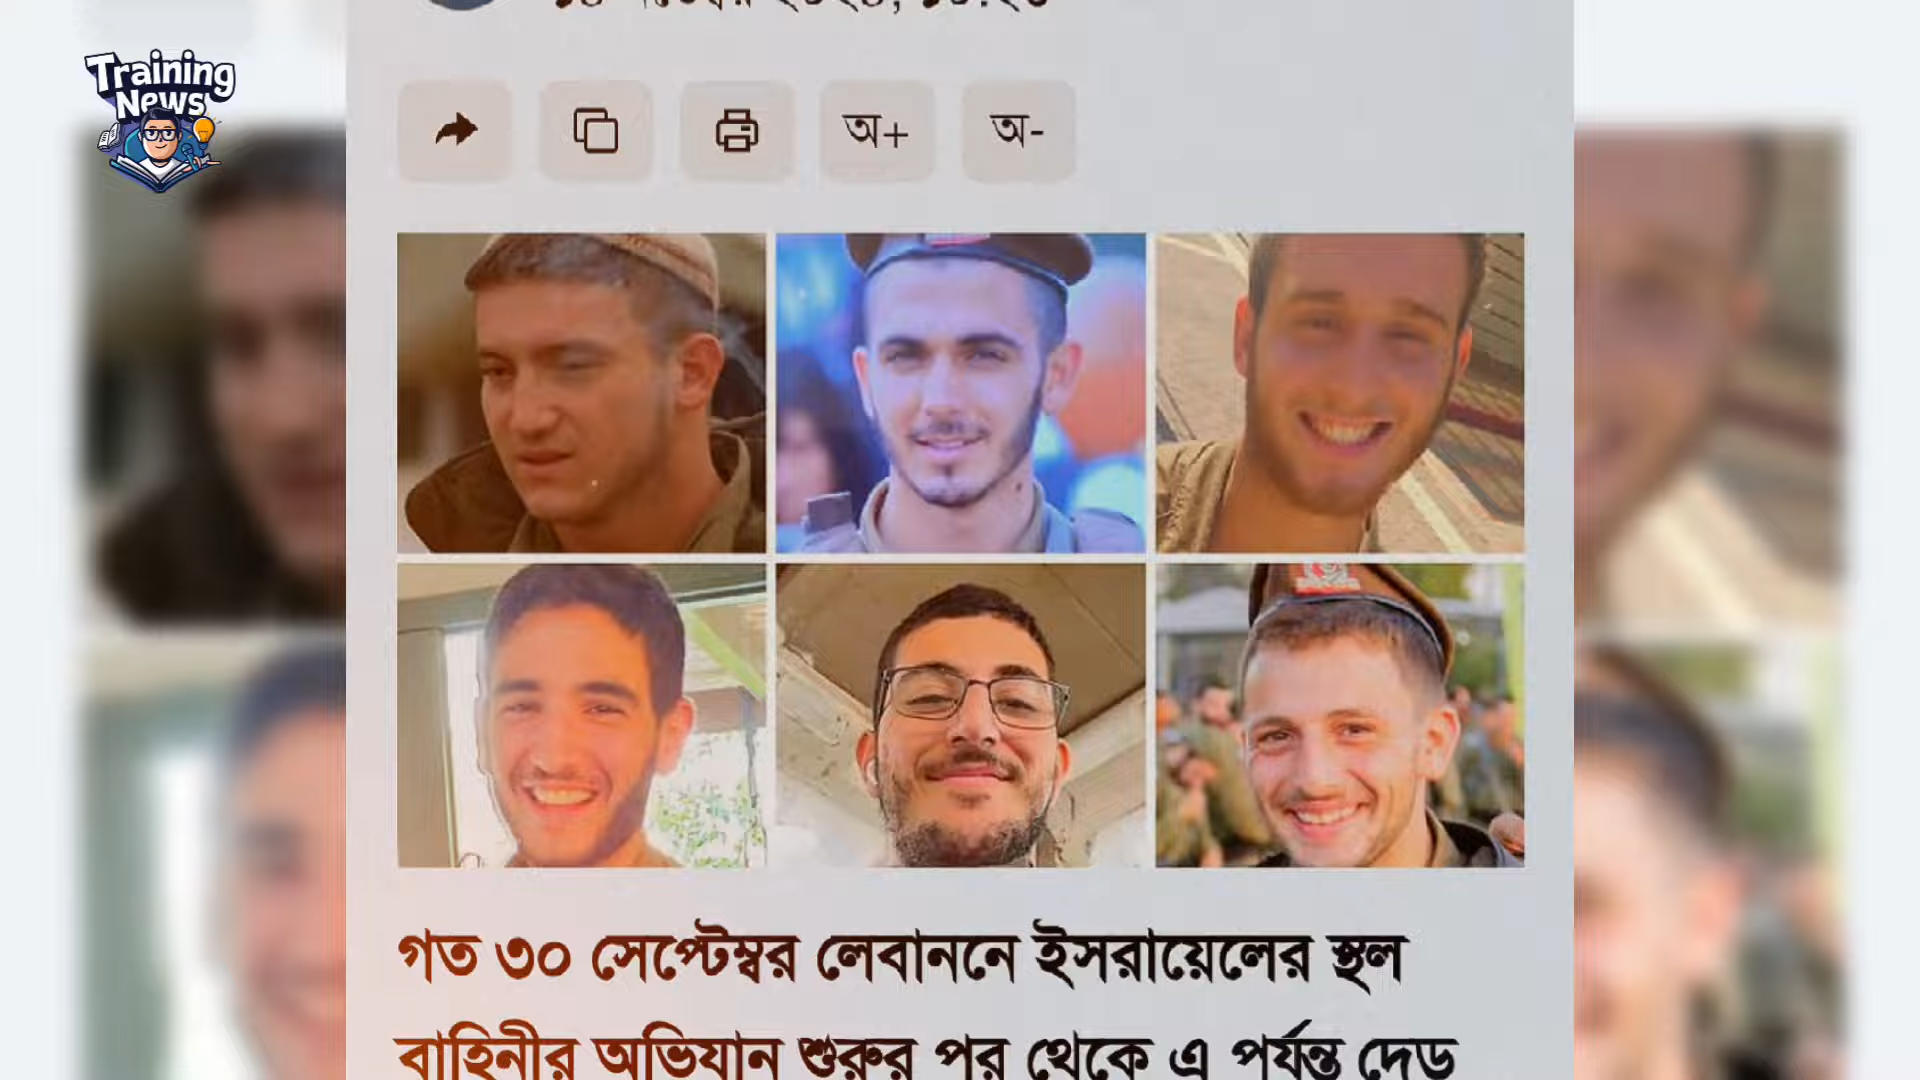 Training
News
অ+
অ-
গত ৩০ সেপ্টেম্বর লেবাননে ইসরায়েলের স্থল
বাহিনীর অভিযান শুরুর পর থেকে এ পর্যন্ত দেড়